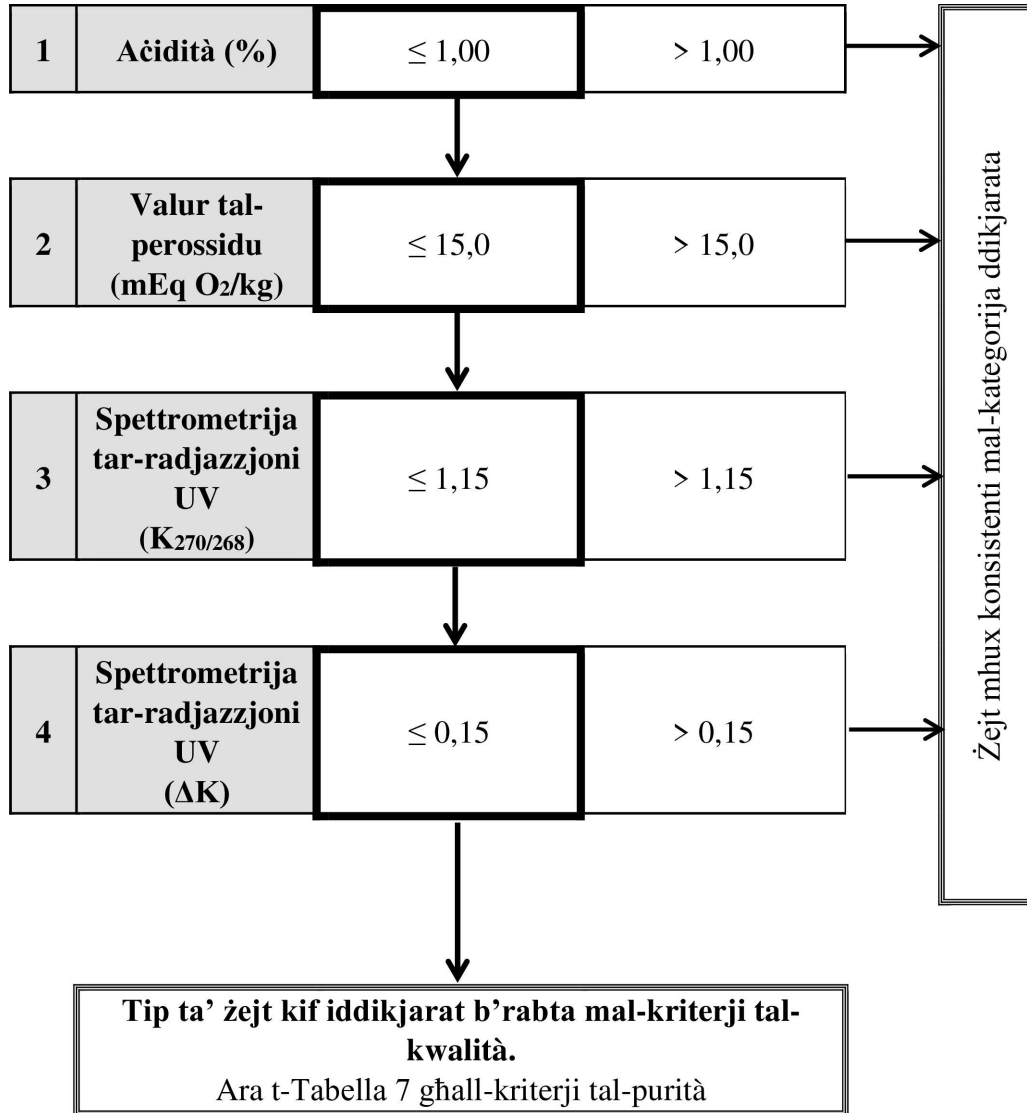 1 Aċidità (%) ≤ 1,00 > 1,00
2 Valur tal-
perossidu
(mEq O₂/kg) ≤ 15,0 > 15,0
3 Spettrometrija
tar-radjazzjoni
UV
(K₂₇₀/₂₆₈) ≤ 1,15 > 1,15
4 Spettrometrija
tar-radjazzjoni
UV
(ΔK) ≤ 0,15 > 0,15
Żejt mhux konsistenti mal-kategorija ddikjarata
Tip ta’ żejt kif iddikjarat b’rabta mal-kriterji tal-
kwalità.
Ara t-Tabella 7 għall-kriterji tal-purità